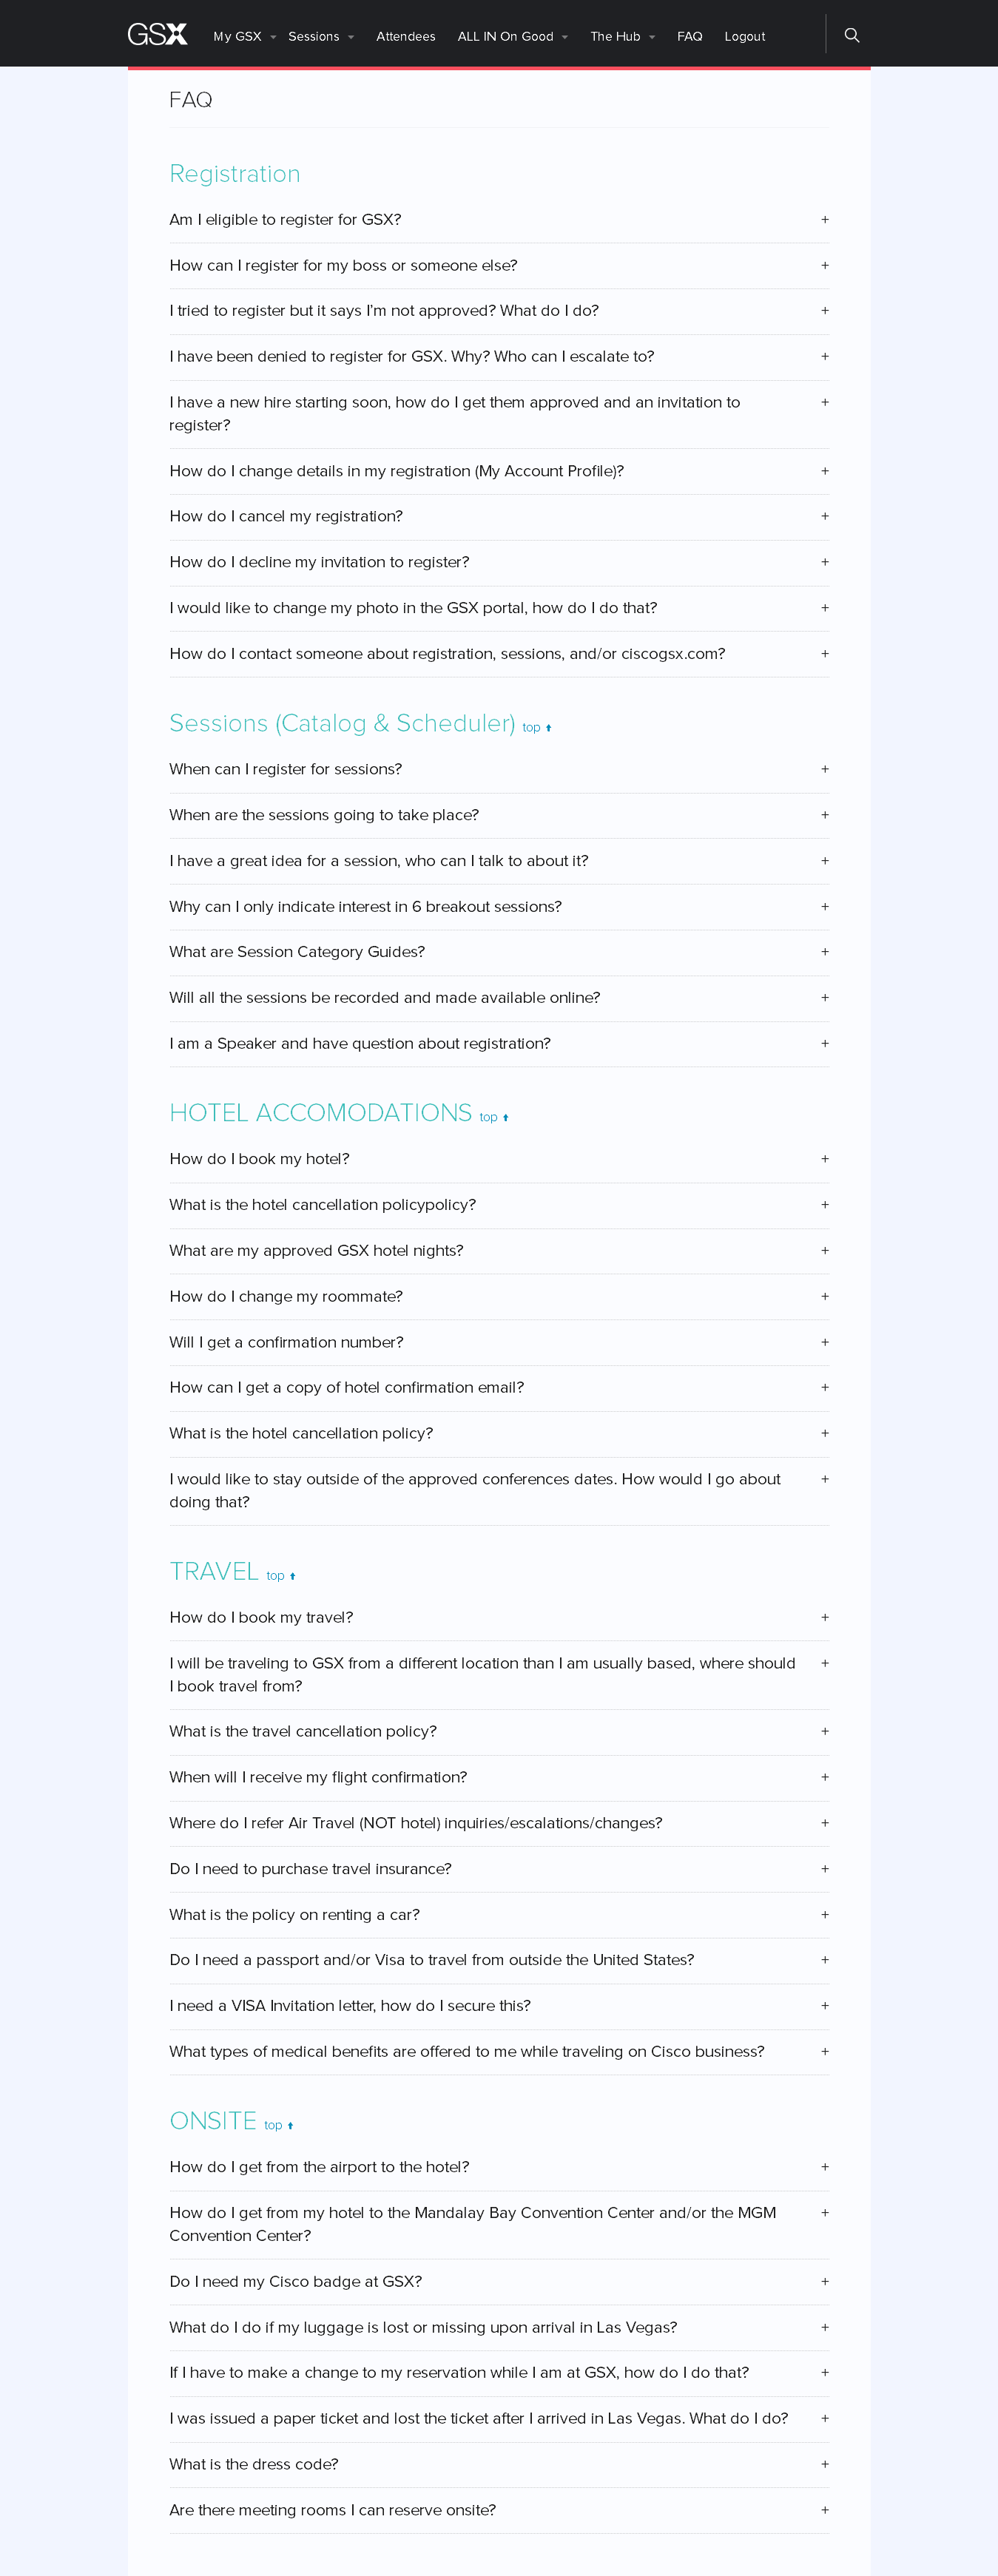 GSX My GSX Sessions Attendees ALL IN On Good The Hub FAQ Logout
FAQ
Registration
Am I eligible to register for GSX? +
How can I register for my boss or someone else? +
I tried to register but it says I'm not approved? What do I do? +
I have been denied to register for GSX. Why? Who can I escalate to? +
I have a new hire starting soon, how do I get them approved and an invitation to +
register?
How do I change details in my registration (My Account Profile)? +
How do I cancel my registration? +
How do I decline my invitation to register? +
I would like to change my photo in the GSX portal, how do I do that? +
How do I contact someone about registration, sessions, and/or ciscogsx.com? +
Sessions (Catalog & Scheduler) top ⬆
When can I register for sessions? +
When are the sessions going to take place? +
I have a great idea for a session, who can I talk to about it? +
Why can I only indicate interest in 6 breakout sessions? +
What are Session Category Guides? +
Will all the sessions be recorded and made available online? +
I am a Speaker and have question about registration? +
HOTEL ACCOMODATIONS top ⬆
How do I book my hotel? +
What is the hotel cancellation policypolicy? +
What are my approved GSX hotel nights? +
How do I change my roommate? +
Will I get a confirmation number? +
How can I get a copy of hotel confirmation email? +
What is the hotel cancellation policy? +
I would like to stay outside of the approved conferences dates. How would I go about +
doing that?
TRAVEL top ⬆
How do I book my travel? +
I will be traveling to GSX from a different location than I am usually based, where should +
I book travel from?
What is the travel cancellation policy? +
When will I receive my flight confirmation? +
Where do I refer Air Travel (NOT hotel) inquiries/escalations/changes? +
Do I need to purchase travel insurance? +
What is the policy on renting a car? +
Do I need a passport and/or Visa to travel from outside the United States? +
I need a VISA Invitation letter, how do I secure this? +
What types of medical benefits are offered to me while traveling on Cisco business? +
ONSITE top ⬆
How do I get from the airport to the hotel? +
How do I get from my hotel to the Mandalay Bay Convention Center and/or the MGM +
Convention Center?
Do I need my Cisco badge at GSX? +
What do I do if my luggage is lost or missing upon arrival in Las Vegas? +
If I have to make a change to my reservation while I am at GSX, how do I do that? +
I was issued a paper ticket and lost the ticket after I arrived in Las Vegas. What do I do? +
What is the dress code? +
Are there meeting rooms I can reserve onsite? +